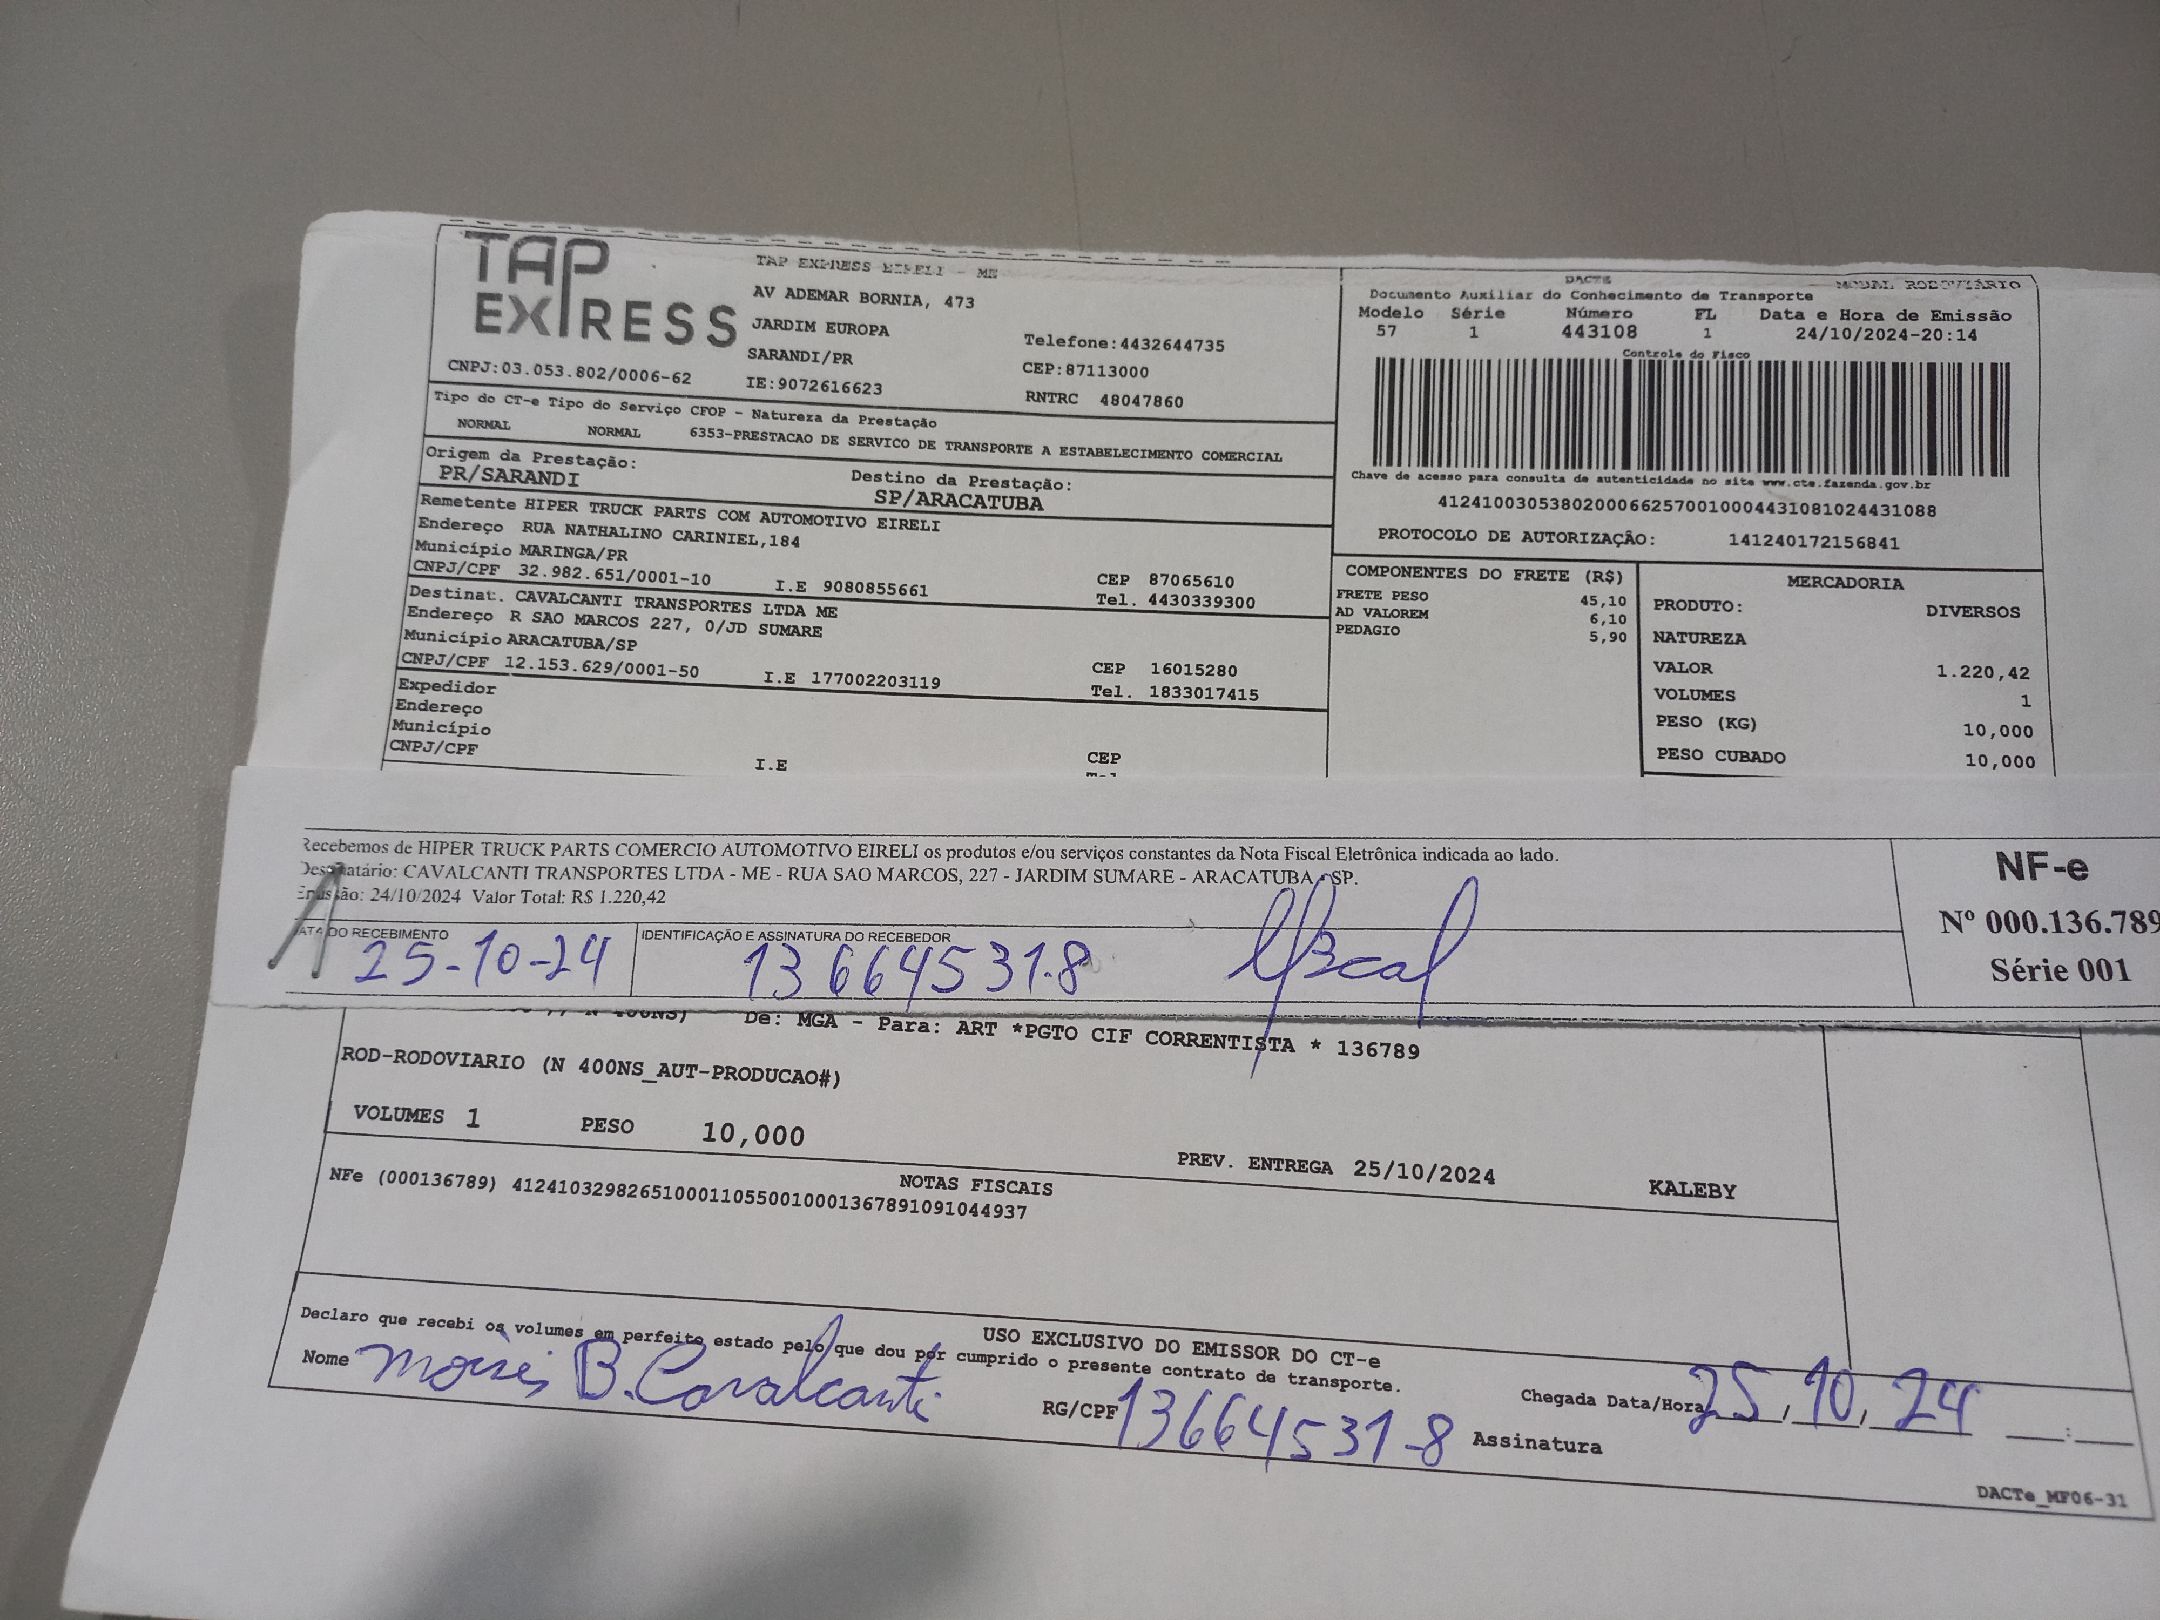 TAP EXPRESS
TAP EXPRESS EIRELI - ME
AV ADEMAR BORNIA, 473
JARDIM EUROPA
SARANDI/PR
Telefone:4432644735
CEP:87113000
CNPJ:03.053.802/0006-62
IE:9072616623
RNTRC 48047860
DACTE
MODAL RODOVIÁRIO
Documento Auxiliar do Conhecimento de Transporte
Modelo Série Número FL Data e Hora de Emissão
57 1 443108 1 24/10/2024-20:14
Controle do Fisco
Chave de acesso para consulta de autenticidade no site www.cte.fazenda.gov.br
41241003053802000662570010004431081024431088
PROTOCOLO DE AUTORIZAÇÃO: 141240172156841
Tipo do CT-e Tipo do Serviço CFOP - Natureza da Prestação
NORMAL NORMAL 6353-PRESTACAO DE SERVICO DE TRANSPORTE A ESTABELECIMENTO COMERCIAL
Origem da Prestação: Destino da Prestação:
PR/SARANDI SP/ARACATUBA
Remetente HIPER TRUCK PARTS COM AUTOMOTIVO EIRELI
Endereço RUA NATHALINO CARINIEL,184
Município MARINGA/PR CEP 87065610
CNPJ/CPF 32.982.651/0001-10 I.E 9080855661 Tel. 4430339300
Destinat. CAVALCANTI TRANSPORTES LTDA ME
Endereço R SAO MARCOS 227, 0/JD SUMARE
Município ARACATUBA/SP CEP 16015280
CNPJ/CPF 12.153.629/0001-50 I.E 177002203119 Tel. 1833017415
Expedidor
Endereço
Município
CNPJ/CPF I.E CEP
COMPONENTES DO FRETE (R$)
FRETE PESO 45,10
AD VALOREM 6,10
PEDAGIO 5,90
MERCADORIA
PRODUTO: DIVERSOS
NATUREZA
VALOR 1.220,42
VOLUMES 1
PESO (KG) 10,000
PESO CUBADO 10,000
Recebemos de HIPER TRUCK PARTS COMERCIO AUTOMOTIVO EIRELI os produtos e/ou serviços constantes da Nota Fiscal Eletrônica indicada ao lado.
Destinatário: CAVALCANTI TRANSPORTES LTDA - ME - RUA SAO MARCOS, 227 - JARDIM SUMARE - ARACATUBA - SP.
Emissão: 24/10/2024 Valor Total: R$ 1.220,42
DATA DO RECEBIMENTO IDENTIFICAÇÃO E ASSINATURA DO RECEBEDOR
25-10-24 13664531-8
NF-e
Nº 000.136.789
Série 001
De: MGA - Para: ART *PGTO CIF CORRENTISTA * 136789
ROD-RODOVIARIO (N 400NS_AUT-PRODUCAO#)
VOLUMES 1 PESO 10,000
PREV. ENTREGA 25/10/2024 KALEBY
NOTAS FISCAIS
NFe (000136789) 41241032982651000110550010001367891091044937
USO EXCLUSIVO DO EMISSOR DO CT-e
Declaro que recebi os volumes em perfeito estado pelo que dou por cumprido o presente contrato de transporte.
Nome Moisés B. Cavalcanti RG/CPF 13664531-8 Assinatura
Chegada Data/Hora 25/10/24
DACTe_MF06-31